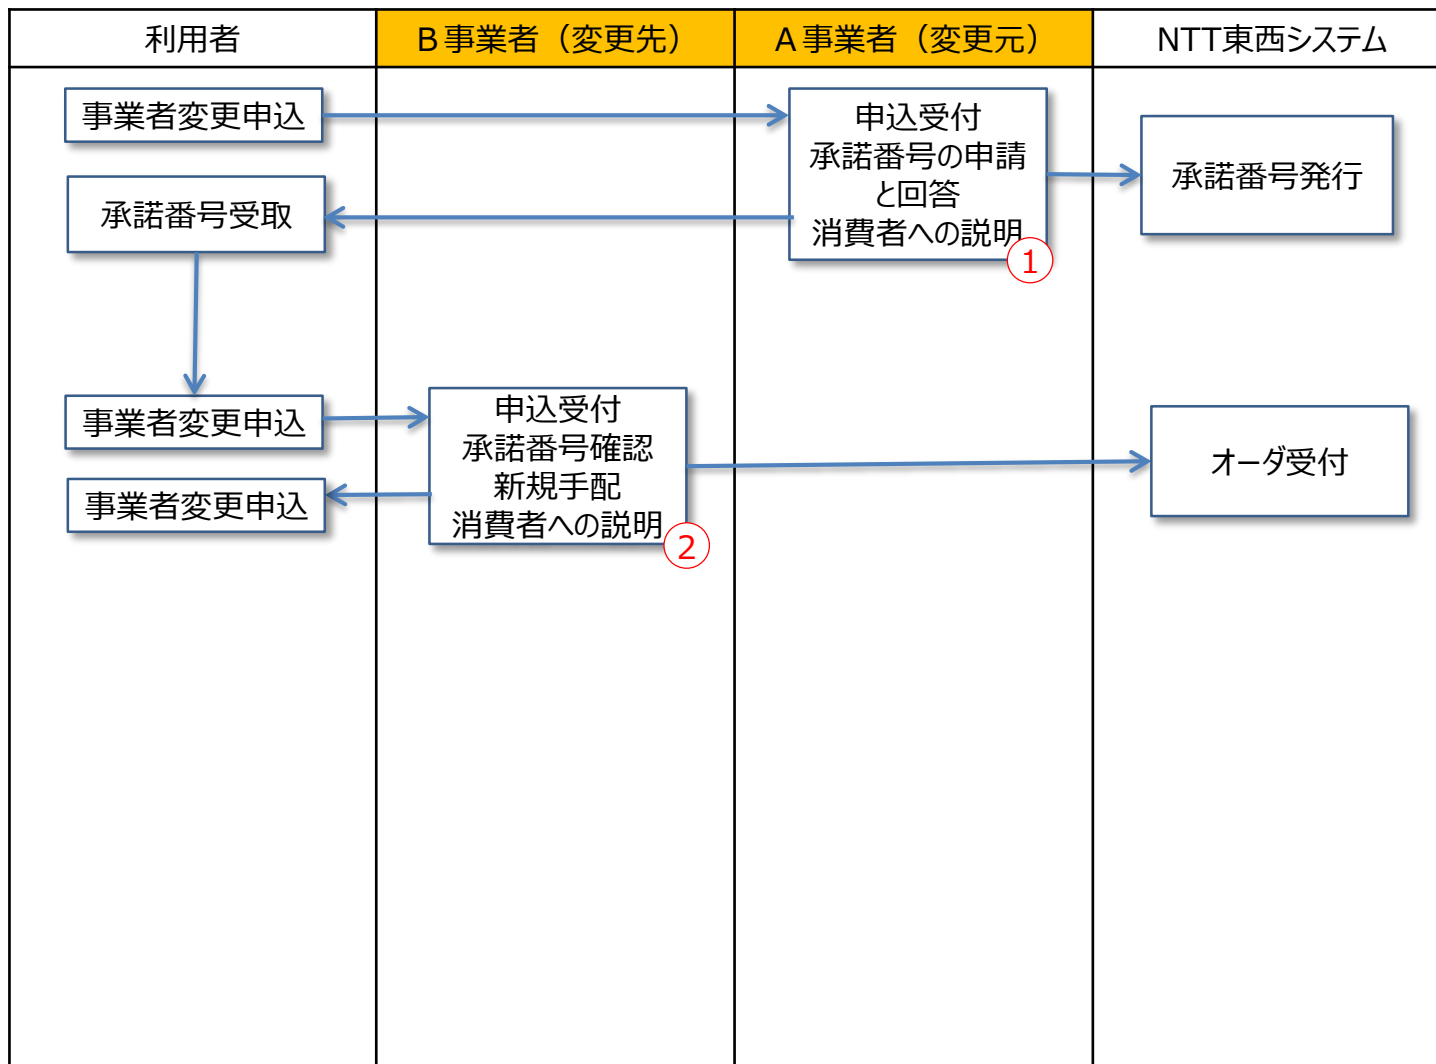 利用者
B事業者（変更先）
A事業者（変更元）
NTT東西システム
事業者変更申込
申込受付
承諾番号の申請
と回答
消費者への説明
①
承諾番号発行
承諾番号受取
事業者変更申込
申込受付
承諾番号確認
新規手配
消費者への説明
②
オーダ受付
事業者変更申込